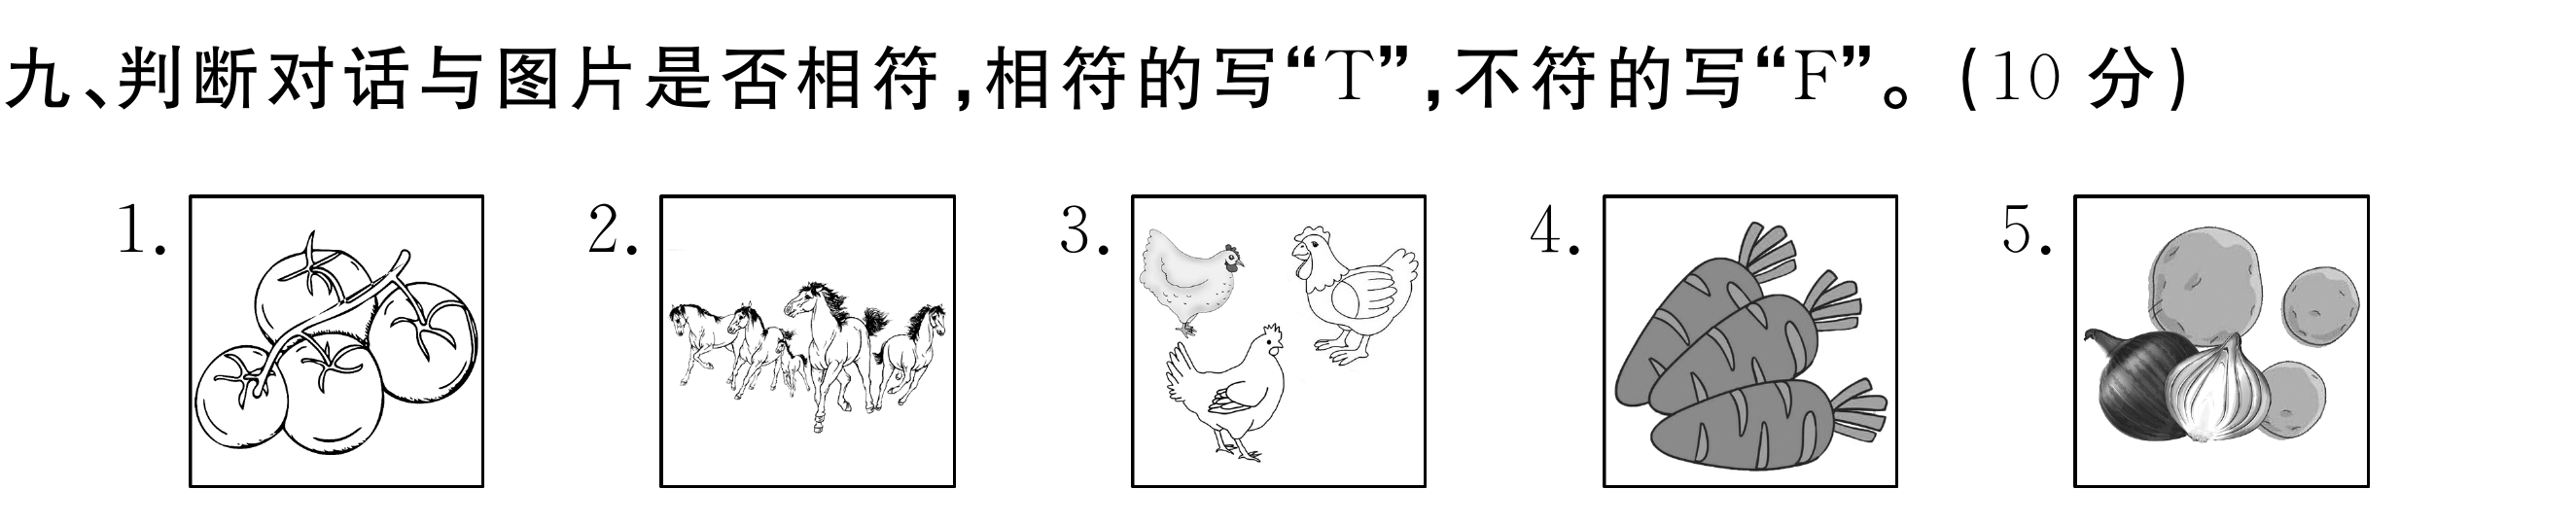 九、判断对话与图片是否相符,相符的写“T”,不符的写“F”。(10 分)
1. 2. 3. 4. 5.